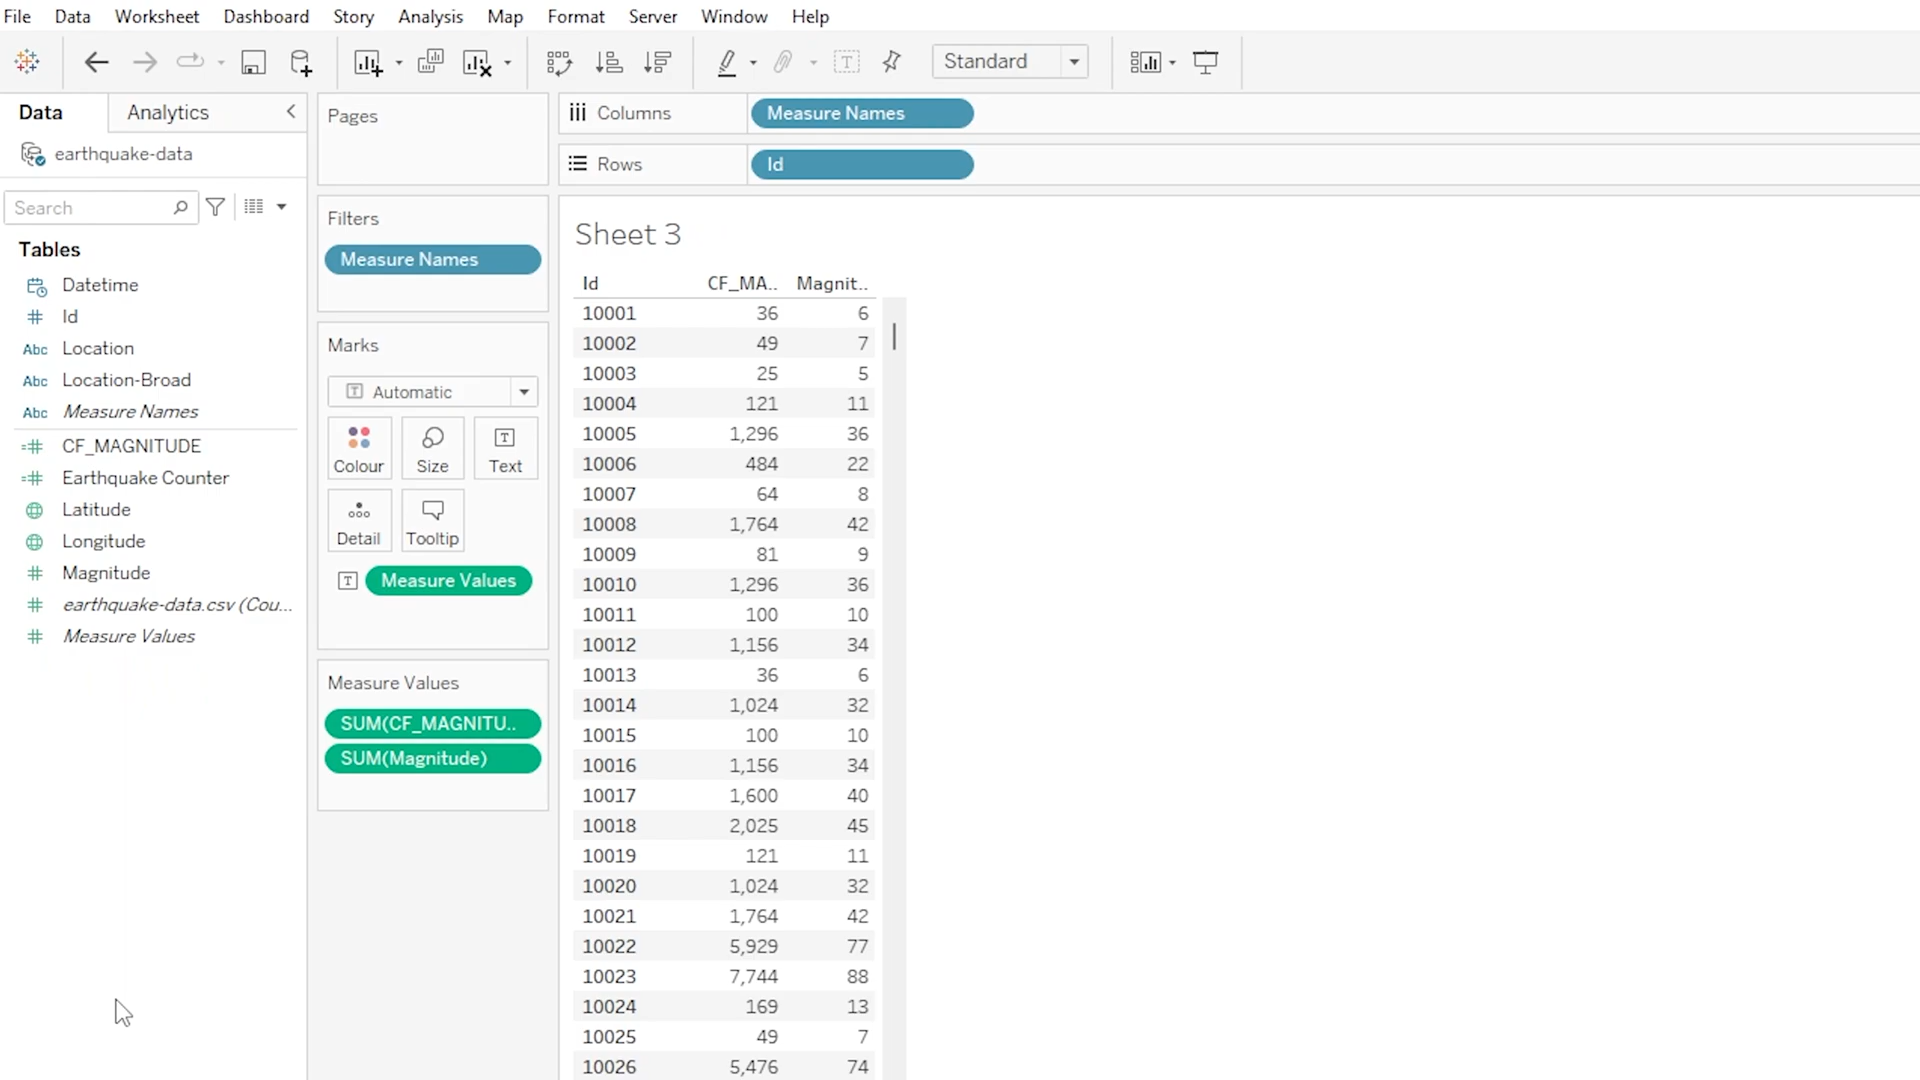 File Data Worksheet Dashboard Story Analysis Map Format Server Window Help
Standard
Data Analytics
earthquake-data
Search
Tables
Datetime
# Id
Abc Location
Abc Location-Broad
Abc Measure Names
=# CF_MAGNITUDE
=# Earthquake Counter
Latitude
Longitude
# Magnitude
# earthquake-data.csv (Cou...
# Measure Values
Pages
Filters
Measure Names
Marks
T Automatic
Colour Size Text
Detail Tooltip
T Measure Values
Measure Values
SUM(CF_MAGNITU..
SUM(Magnitude)
Columns Measure Names
Rows Id
Sheet 3
Id CF_MA.. Magnit..
10001 36 6
10002 49 7
10003 25 5
10004 121 11
10005 1,296 36
10006 484 22
10007 64 8
10008 1,764 42
10009 81 9
10010 1,296 36
10011 100 10
10012 1,156 34
10013 36 6
10014 1,024 32
10015 100 10
10016 1,156 34
10017 1,600 40
10018 2,025 45
10019 121 11
10020 1,024 32
10021 1,764 42
10022 5,929 77
10023 7,744 88
10024 169 13
10025 49 7
10026 5,476 74